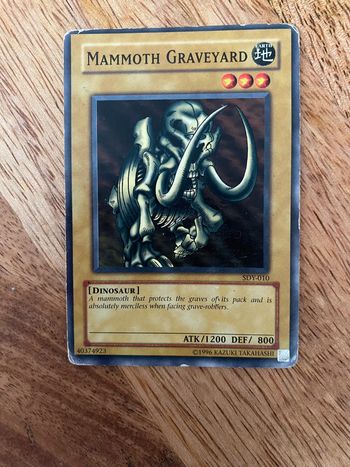 MAMMOTH GRAVEYARD
EARTH
地
SDY-010
[DINOSAUR]
A mammoth that protects the graves of its pack and is
absolutely merciless when facing grave-robbers.
ATK/1200 DEF/ 800
40374923
©1996 KAZUKI TAKAHASHI